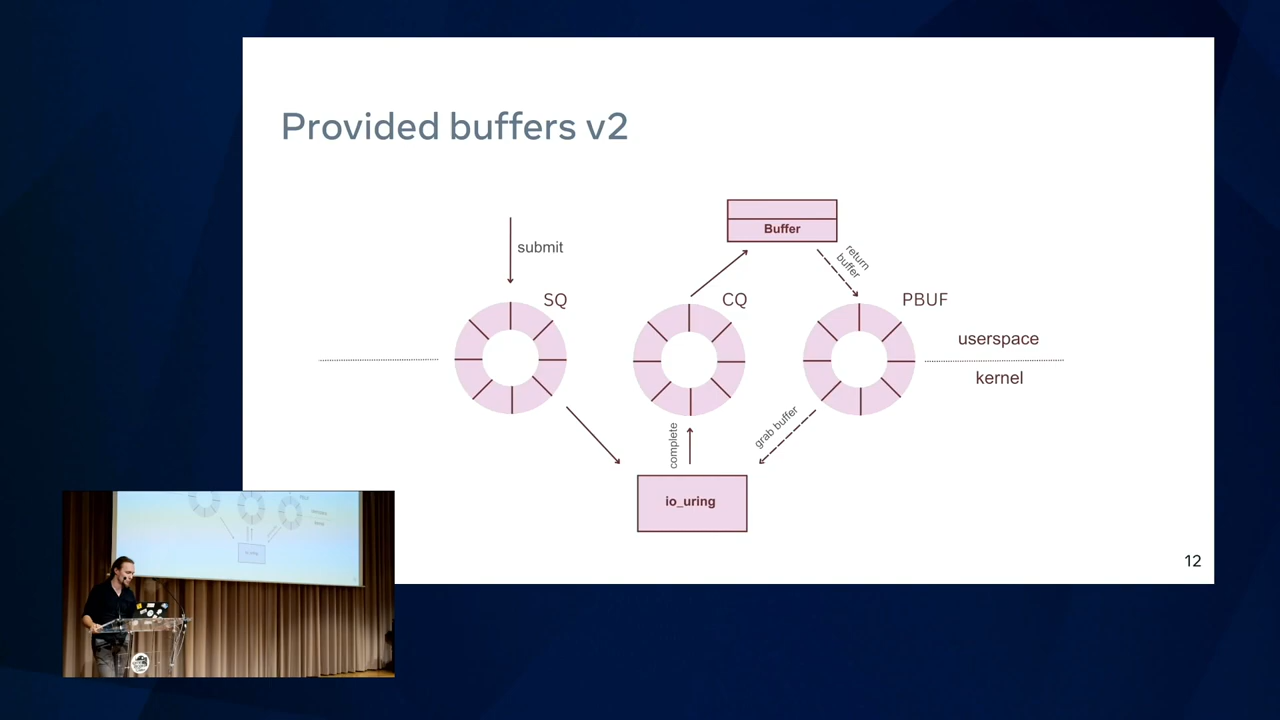 Provided buffers v2
Buffer
submit
return
buffer
SQ
CQ
PBUF
userspace
kernel
grab buffer
complete
io_uring
12